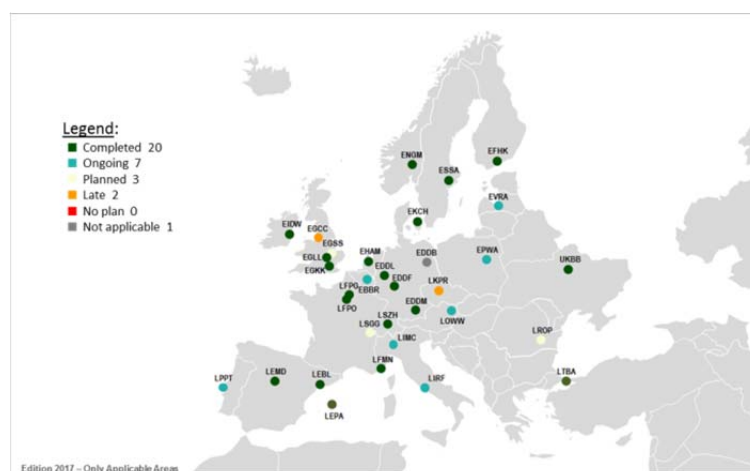 Legend:
Completed 20
Ongoing 7
Planned 3
Late 2
No plan 0
Not applicable 1
ENGM
EFHK
ESSA
EVRA
EKCH
EIDW
EGCC
EGSS
EGLL
EGKK
EHAM
EDDB
EPWA
UKBB
EDDL
EDDF
EBBR
LKPR
LFPG
LFPO
EDDM
LOWW
LSZH
LSGG
LIMC
LROP
LFMN
LPPT
LEMD
LEBL
LIRF
LTBA
LEPA
Edition 2017 – Only Applicable Areas